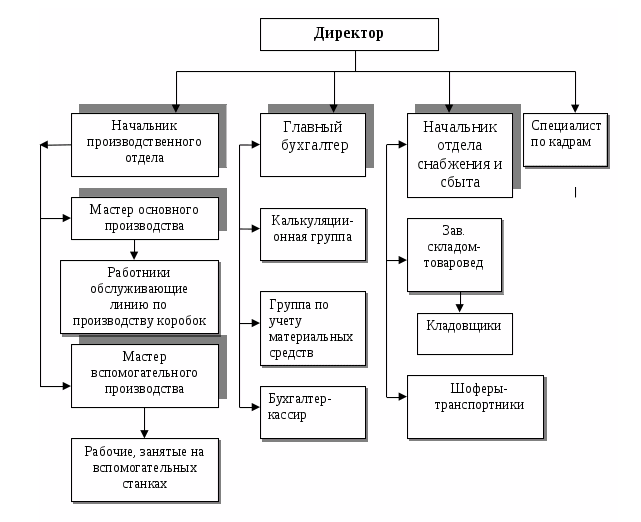 Директор
Начальник
производственного
отдела
Главный
бухгалтер
Начальник
отдела
снабжения и
сбыта
Специалист
по кадрам
Мастер основного
производства
Работники
обслуживающие
линию по
производству коробок
Мастер
вспомогательного
производства
Рабочие, занятые на
вспомогательных
станках
Калькуляци-
онная группа
Группа по
учету
материальных
средств
Бухгалтер-
кассир
Зав.
складом-
товаровед
Кладовщики
Шоферы-
транспортники